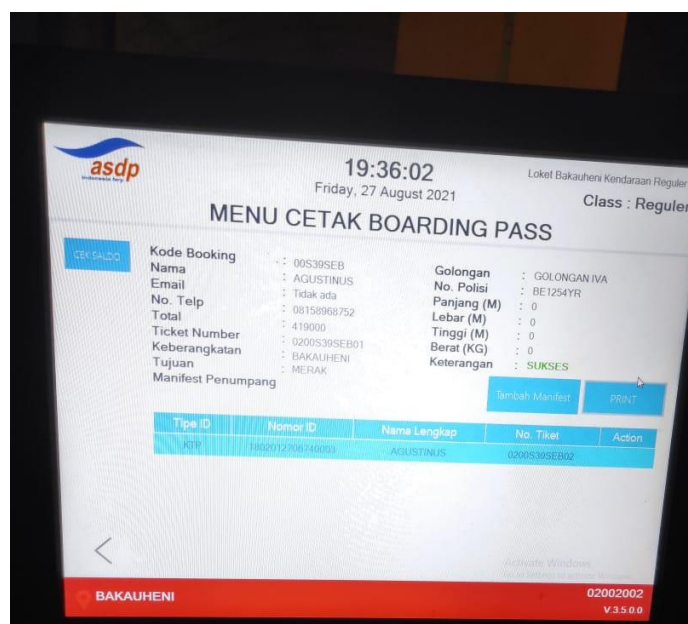 asdp
Indonesia ferry
19:36:02
Friday, 27 August 2021
Loket Bakauheni Kendaraan Reguler
Class : Reguler
MENU CETAK BOARDING PASS
CEK SALDO
Kode Booking : 00S39SEB
Nama : AGUSTINUS
Email : Tidak ada
No. Telp : 08158968752
Total : 419000
Ticket Number : 0200S39SEB01
Keberangkatan : BAKAUHENI
Tujuan : MERAK
Manifest Penumpang
Golongan : GOLONGAN IVA
No. Polisi : BE1254YR
Panjang (M) : 0
Lebar (M) : 0
Tinggi (M) : 0
Berat (KG) : 0
Keterangan : SUKSES
Tambah Manifest
PRINT
Tipe ID Nomor ID Nama Lengkap No. Tiket Action
KTP 1802012706740003 AGUSTINUS 0200S39SEB02
Activate Windows
BAKAUHENI
02002002
V.3.5.0.0